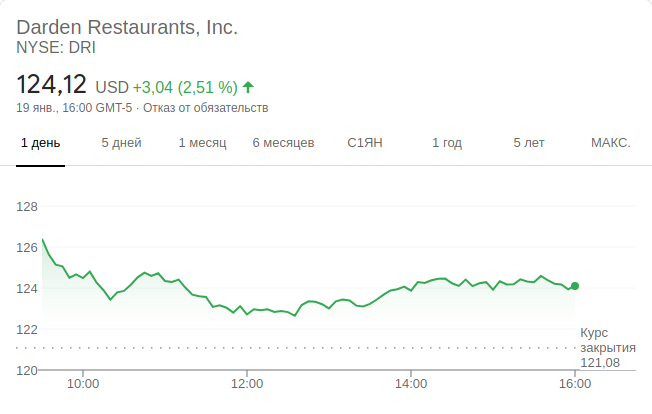 Darden Restaurants, Inc.
NYSE: DRI
124,12 USD +3,04 (2,51 %)
19 янв., 16:00 GMT-5 · Отказ от обязательств
1 день 5 дней 1 месяц 6 месяцев С1ЯН 1 год 5 лет МАКС.
128
126
124
122
Курс
закрытия
121,08
120
10:00 12:00 14:00 16:00